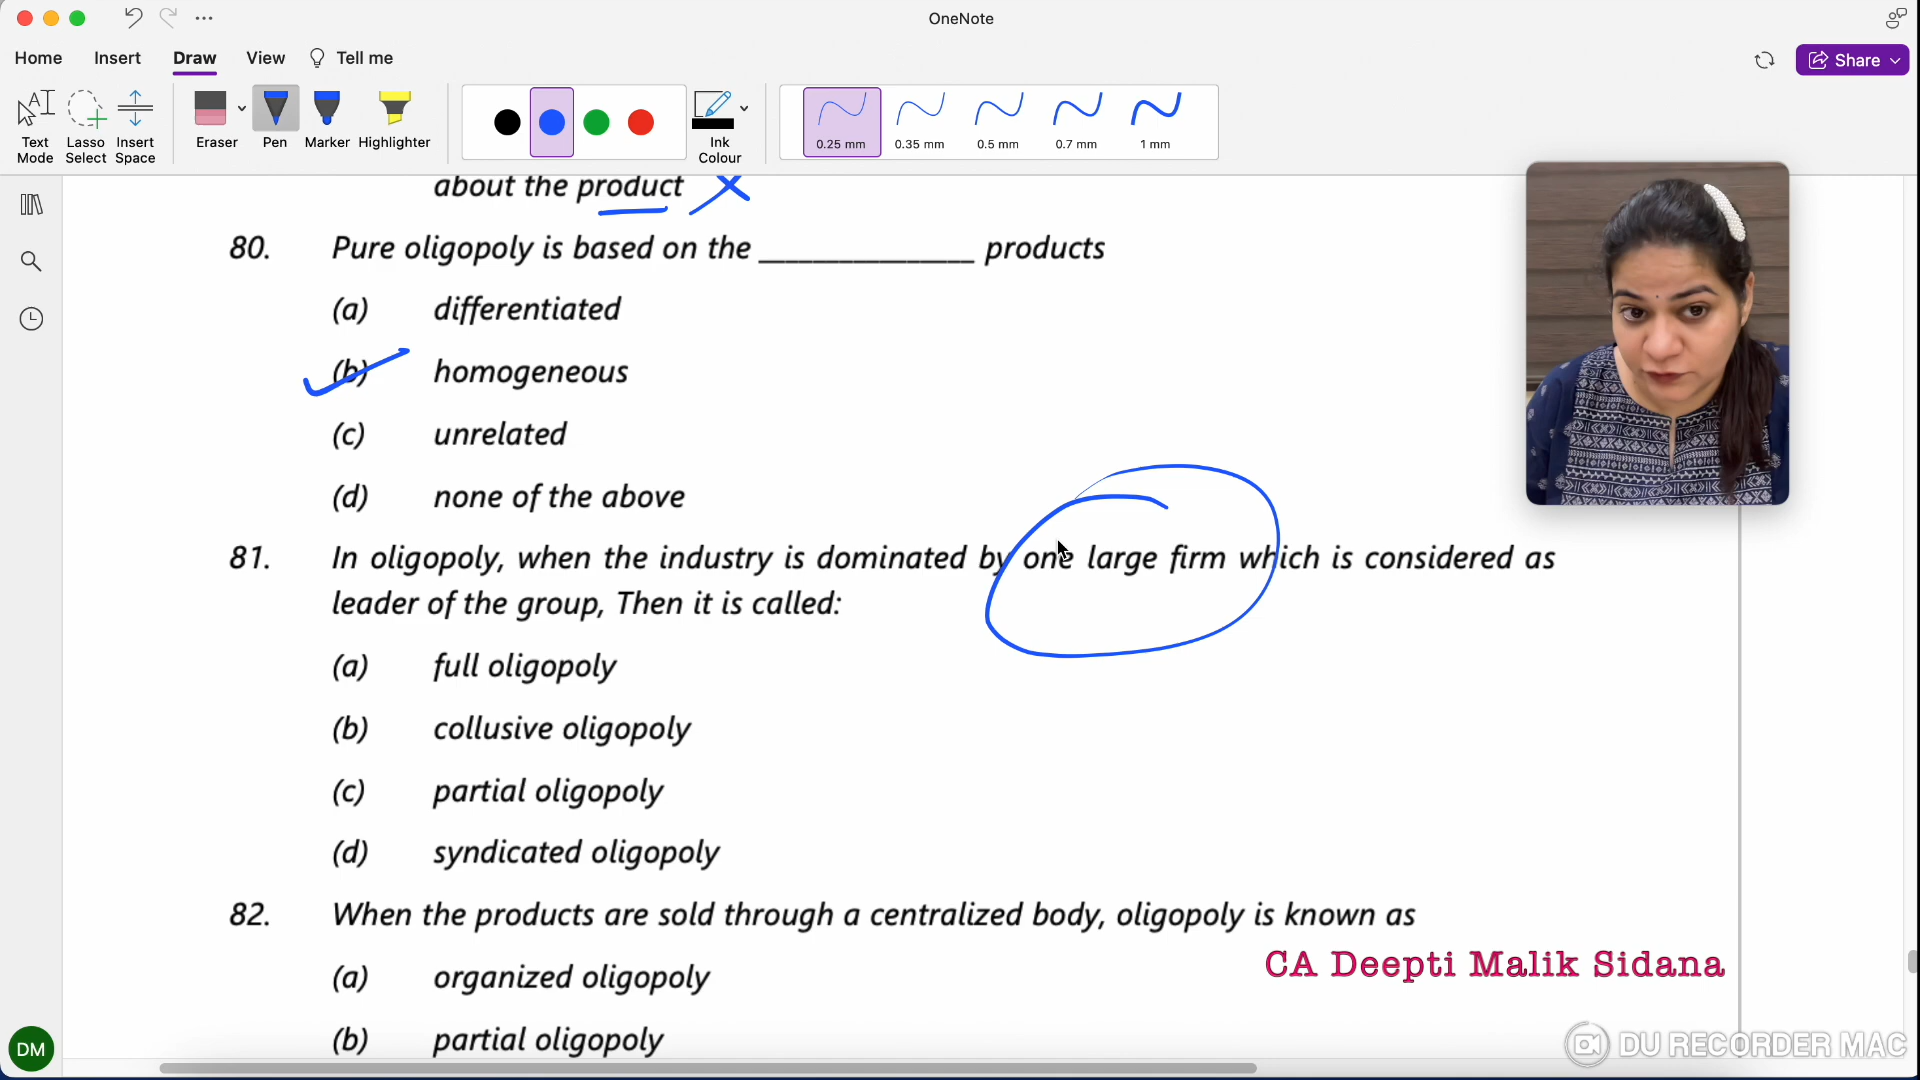 OneNote
Home Insert Draw View Tell me
Share
Text Mode
Lasso Select
Insert Space
Eraser
Pen
Marker
Highlighter
Ink Colour
0.25 mm
0.35 mm
0.5 mm
0.7 mm
1 mm
about the product
80. Pure oligopoly is based on the ________________ products
(a) differentiated
(b) homogeneous
(c) unrelated
(d) none of the above
81. In oligopoly, when the industry is dominated by one large firm which is considered as
leader of the group, Then it is called:
(a) full oligopoly
(b) collusive oligopoly
(c) partial oligopoly
(d) syndicated oligopoly
82. When the products are sold through a centralized body, oligopoly is known as
CA Deepti Malik Sidana
(a) organized oligopoly
(b) partial oligopoly
DM
DU RECORDER MAC